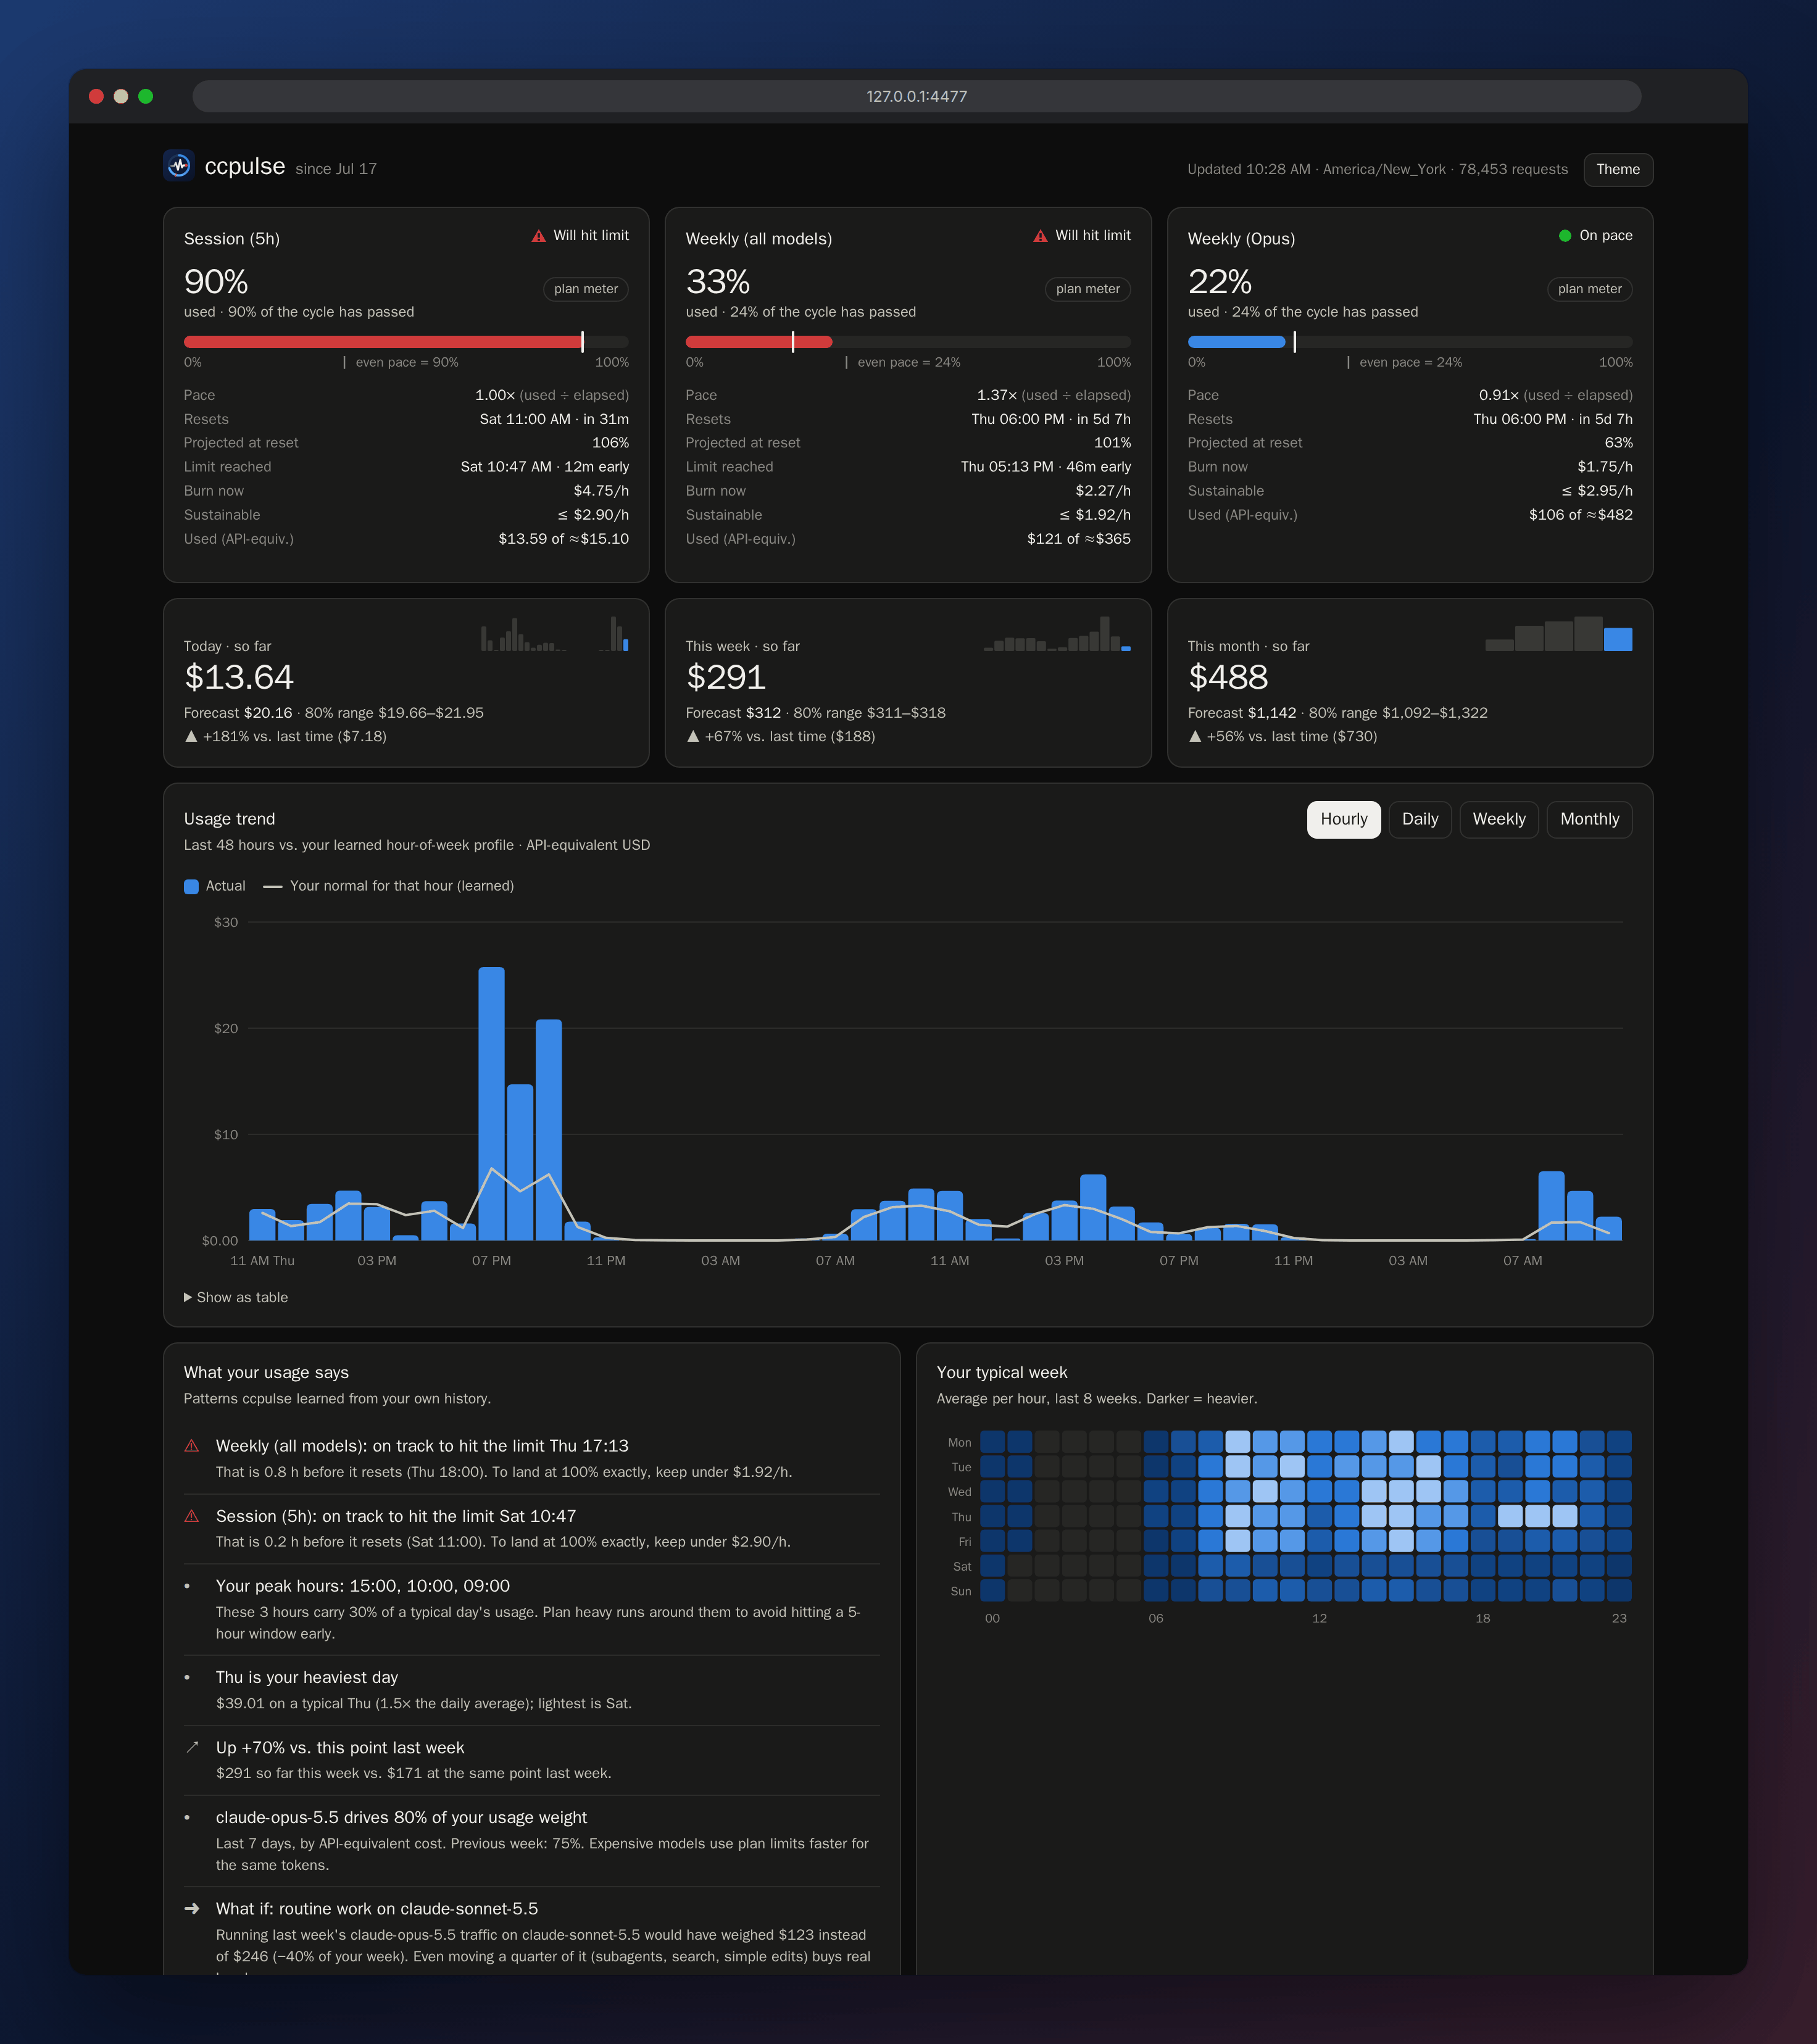 127.0.0.1:4477
ccpulse since Jul 17
Updated 10:28 AM · America/New_York · 78,453 requests
Theme
Session (5h)
Will hit limit
90%
plan meter
used · 90% of the cycle has passed
0% | even pace = 90% 100%
Pace 1.00× (used ÷ elapsed)
Resets Sat 11:00 AM · in 31m
Projected at reset 106%
Limit reached Sat 10:47 AM · 12m early
Burn now $4.75/h
Sustainable ≤ $2.90/h
Used (API-equiv.) $13.59 of ≈$15.10
Weekly (all models)
Will hit limit
33%
plan meter
used · 24% of the cycle has passed
0% | even pace = 24% 100%
Pace 1.37× (used ÷ elapsed)
Resets Thu 06:00 PM · in 5d 7h
Projected at reset 101%
Limit reached Thu 05:13 PM · 46m early
Burn now $2.27/h
Sustainable ≤ $1.92/h
Used (API-equiv.) $121 of ≈$365
Weekly (Opus)
On pace
22%
plan meter
used · 24% of the cycle has passed
0% | even pace = 24% 100%
Pace 0.91× (used ÷ elapsed)
Resets Thu 06:00 PM · in 5d 7h
Projected at reset 63%
Burn now $1.75/h
Sustainable ≤ $2.95/h
Used (API-equiv.) $106 of ≈$482
Today · so far
$13.64
Forecast $20.16 · 80% range $19.66–$21.95
▲ +181% vs. last time ($7.18)
This week · so far
$291
Forecast $312 · 80% range $311–$318
▲ +67% vs. last time ($188)
This month · so far
$488
Forecast $1,142 · 80% range $1,092–$1,322
▲ +56% vs. last time ($730)
Usage trend
Hourly Daily Weekly Monthly
Last 48 hours vs. your learned hour-of-week profile · API-equivalent USD
Actual Your normal for that hour (learned)
$30
$20
$10
$0.00
11 AM Thu 03 PM 07 PM 11 PM 03 AM 07 AM 11 AM 03 PM 07 PM 11 PM 03 AM 07 AM
▶ Show as table
What your usage says
Patterns ccpulse learned from your own history.
⚠ Weekly (all models): on track to hit the limit Thu 17:13
That is 0.8 h before it resets (Thu 18:00). To land at 100% exactly, keep under $1.92/h.
⚠ Session (5h): on track to hit the limit Sat 10:47
That is 0.2 h before it resets (Sat 11:00). To land at 100% exactly, keep under $2.90/h.
• Your peak hours: 15:00, 10:00, 09:00
These 3 hours carry 30% of a typical day's usage. Plan heavy runs around them to avoid hitting a 5-
hour window early.
• Thu is your heaviest day
$39.01 on a typical Thu (1.5× the daily average); lightest is Sat.
↗ Up +70% vs. this point last week
$291 so far this week vs. $171 at the same point last week.
• claude-opus-5.5 drives 80% of your usage weight
Last 7 days, by API-equivalent cost. Previous week: 75%. Expensive models use plan limits faster for
the same tokens.
➜ What if: routine work on claude-sonnet-5.5
Running last week's claude-opus-5.5 traffic on claude-sonnet-5.5 would have weighed $123 instead
of $246 (−40% of your week). Even moving a quarter of it (subagents, search, simple edits) buys real
Your typical week
Average per hour, last 8 weeks. Darker = heavier.
Mon
Tue
Wed
Thu
Fri
Sat
Sun
00 06 12 18 23